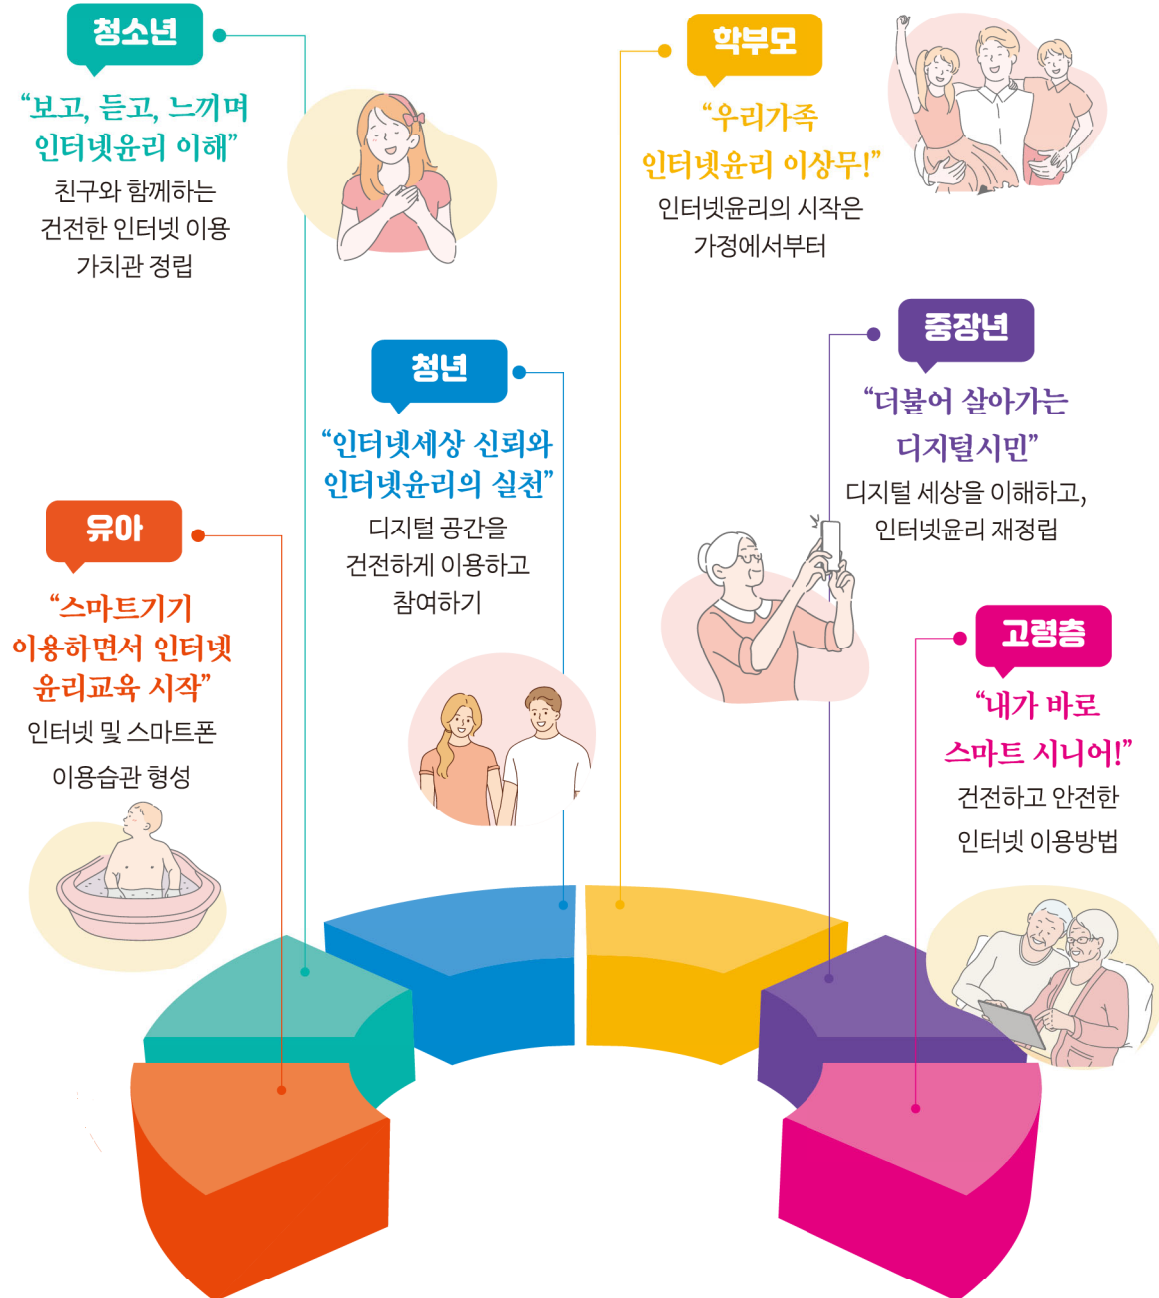 청소년
“보고, 듣고, 느끼며
인터넷윤리 이해”
친구와 함께하는
건전한 인터넷 이용
가치관 정립
학부모
“우리가족
인터넷윤리 이상무!”
인터넷윤리의 시작은
가정에서부터
청년
“인터넷세상 신뢰와
인터넷윤리의 실천”
디지털 공간을
건전하게 이용하고
참여하기
중장년
“더불어 살아가는
디지털시민”
디지털 세상을 이해하고,
인터넷윤리 재정립
유아
“스마트기기
이용하면서 인터넷
윤리교육 시작”
인터넷 및 스마트폰
이용습관 형성
고령층
“내가 바로
스마트 시니어!”
건전하고 안전한
인터넷 이용방법